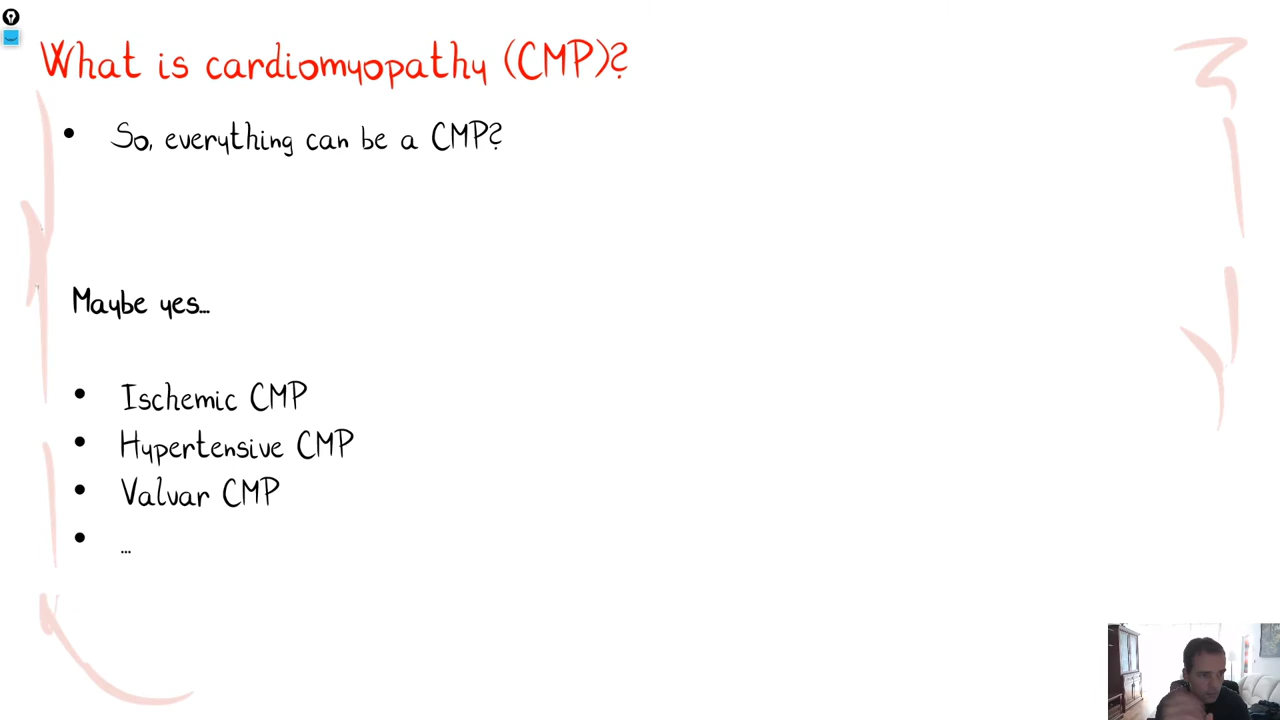 What is cardiomyopathy (CMP)?
• So, everything can be a CMP?
Maybe yes...
• Ischemic CMP
• Hypertensive CMP
• Valvar CMP
• ...